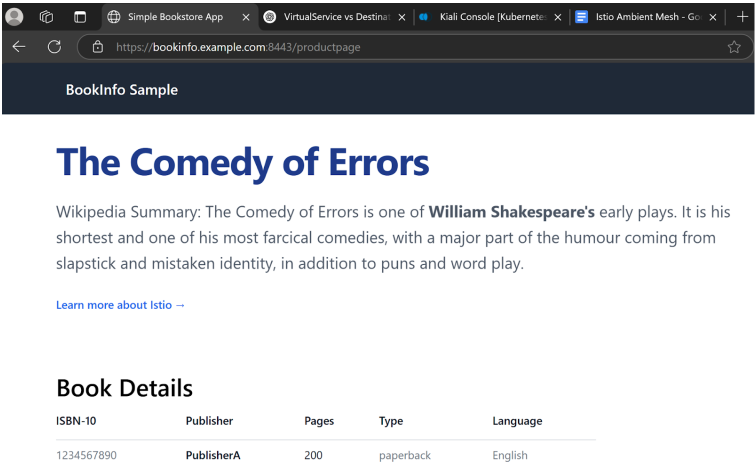 Simple Bookstore App
VirtualService vs Destinat
Kiali Console [Kubernetes
Istio Ambient Mesh - Goo
https://bookinfo.example.com:8443/productpage
BookInfo Sample
The Comedy of Errors
Wikipedia Summary: The Comedy of Errors is one of William Shakespeare's early plays. It is his
shortest and one of his most farcical comedies, with a major part of the humour coming from
slapstick and mistaken identity, in addition to puns and word play.
Learn more about Istio →
Book Details
ISBN-10 Publisher Pages Type Language
1234567890 PublisherA 200 paperback English